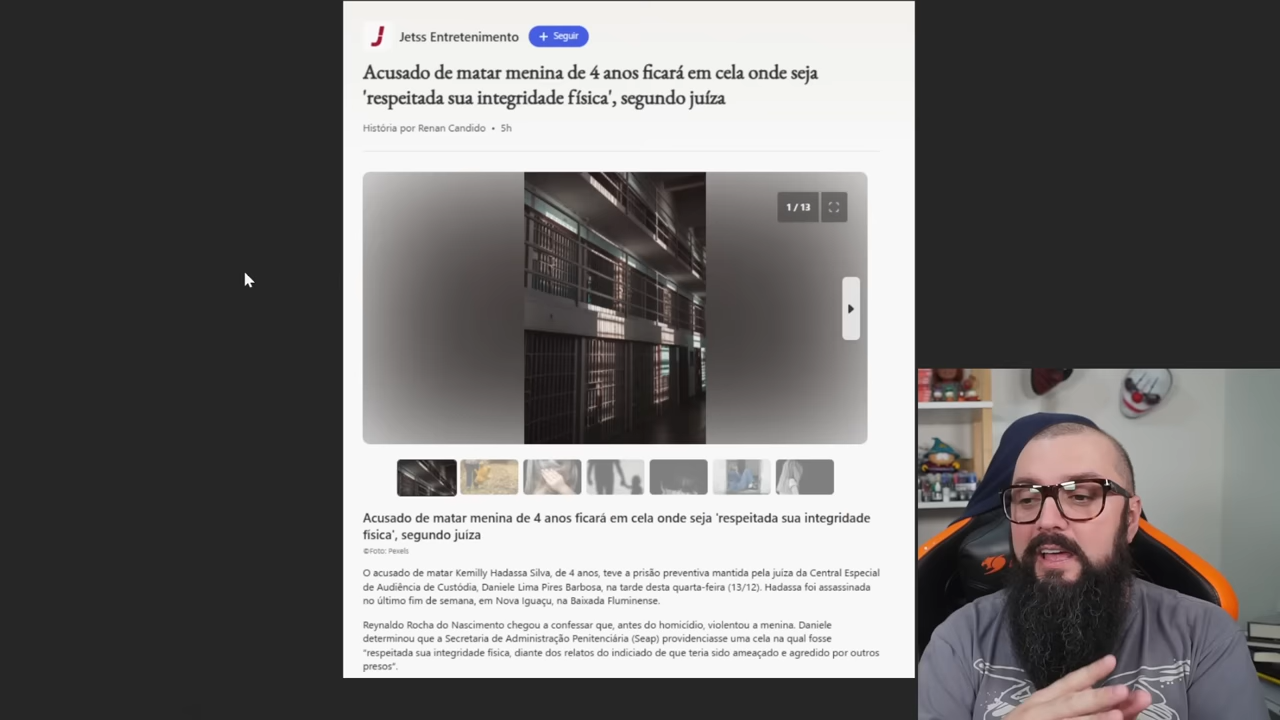 J
Jetss Entretenimento
+ Seguir
Acusado de matar menina de 4 anos ficará em cela onde seja
'respeitada sua integridade física', segundo juíza
História por Renan Candido • 5h
1 / 13
Acusado de matar menina de 4 anos ficará em cela onde seja 'respeitada sua integridade
física', segundo juíza
©Foto: Pexels
O acusado de matar Kemilly Hadassa Silva, de 4 anos, teve a prisão preventiva mantida pela juíza da Central Especial
de Audiência de Custódia, Daniele Lima Pires Barbosa, na tarde desta quarta-feira (13/12). Hadassa foi assassinada
no último fim de semana, em Nova Iguaçu, na Baixada Fluminense.
Reynaldo Rocha do Nascimento chegou a confessar que, antes do homicídio, violentou a menina. Daniele
determinou que a Secretaria de Administração Penitenciária (Seap) providenciasse uma cela na qual fosse
"respeitada sua integridade física, diante dos relatos do indiciado de que teria sido ameaçado e agredido por outros
presos".